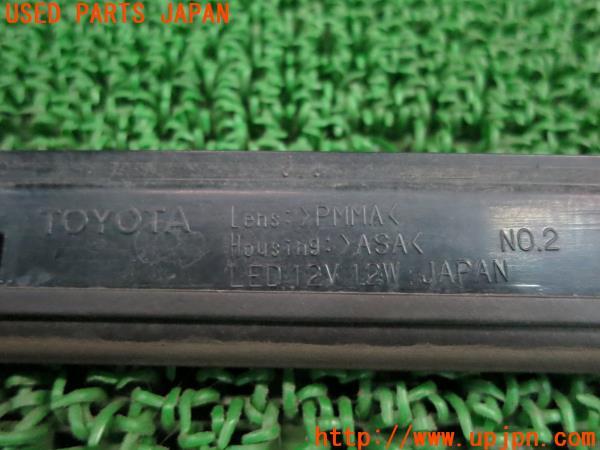 USED PARTS JAPAN
TOYOTA
Lens:>PMMA<
Housing:>ASA<
LED 12V 1.2W JAPAN
NO.2
http://www.upjpn.com/